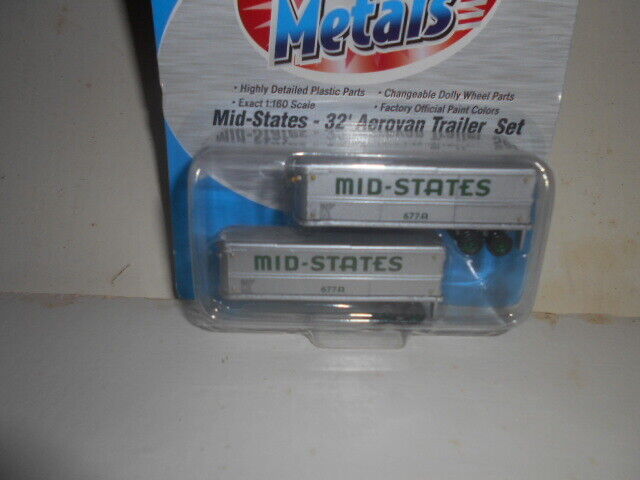 Metals
• Highly Detailed Plastic Parts • Changeable Dolly Wheel Parts
• Exact 1:160 Scale • Factory Official Paint Colors
Mid-States - 32' Aerovan Trailer Set
MID-STATES
677A
MID-STATES
677A